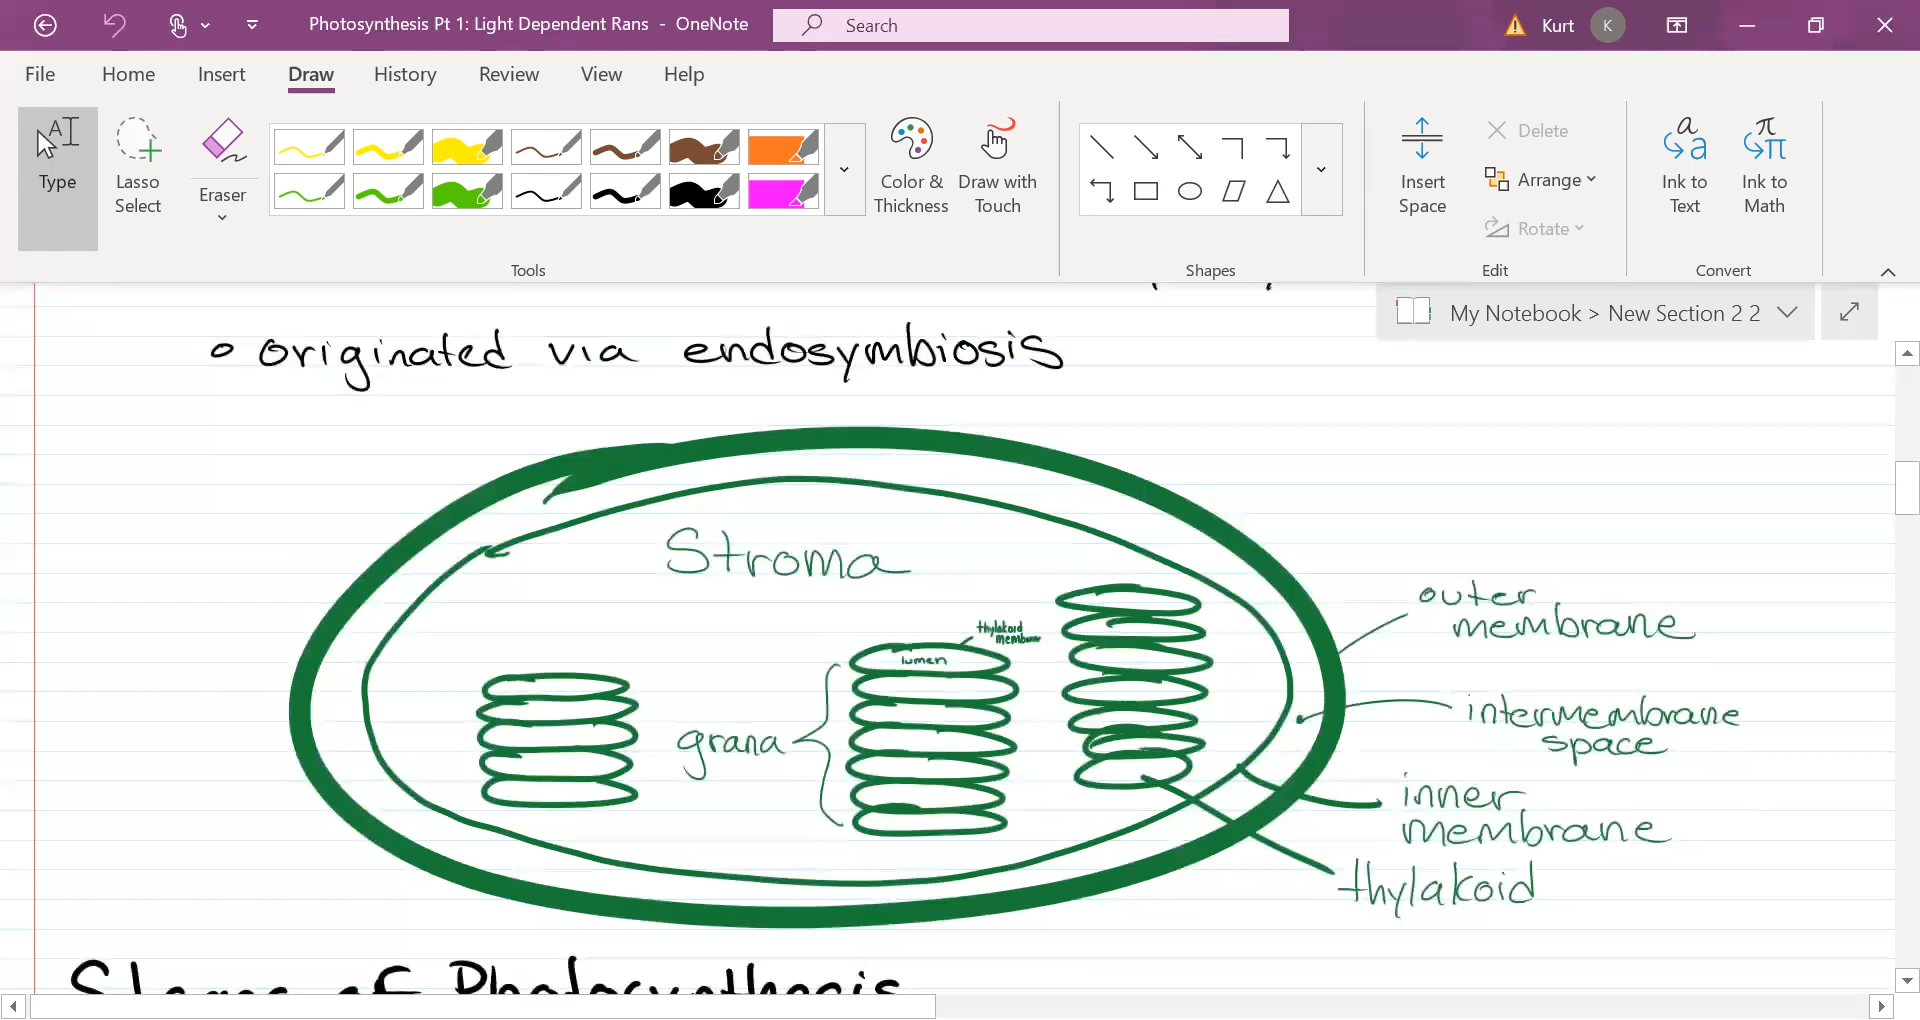 Photosynthesis Pt 1: Light Dependent Rans - OneNote
Search
Kurt
K
File Home Insert Draw History Review View Help
Type
Lasso Select
Eraser
Color & Thickness
Draw with Touch
Insert Space
Delete
Arrange
Rotate
Ink to Text
Ink to Math
Tools
Shapes
Edit
Convert
My Notebook > New Section 2 2
originated via endosymbiosis
Stroma
thylakoid
membrane
lumen
grana
outer
membrane
intermembrane
space
inner
membrane
thylakoid
Stages of Photosynthesis